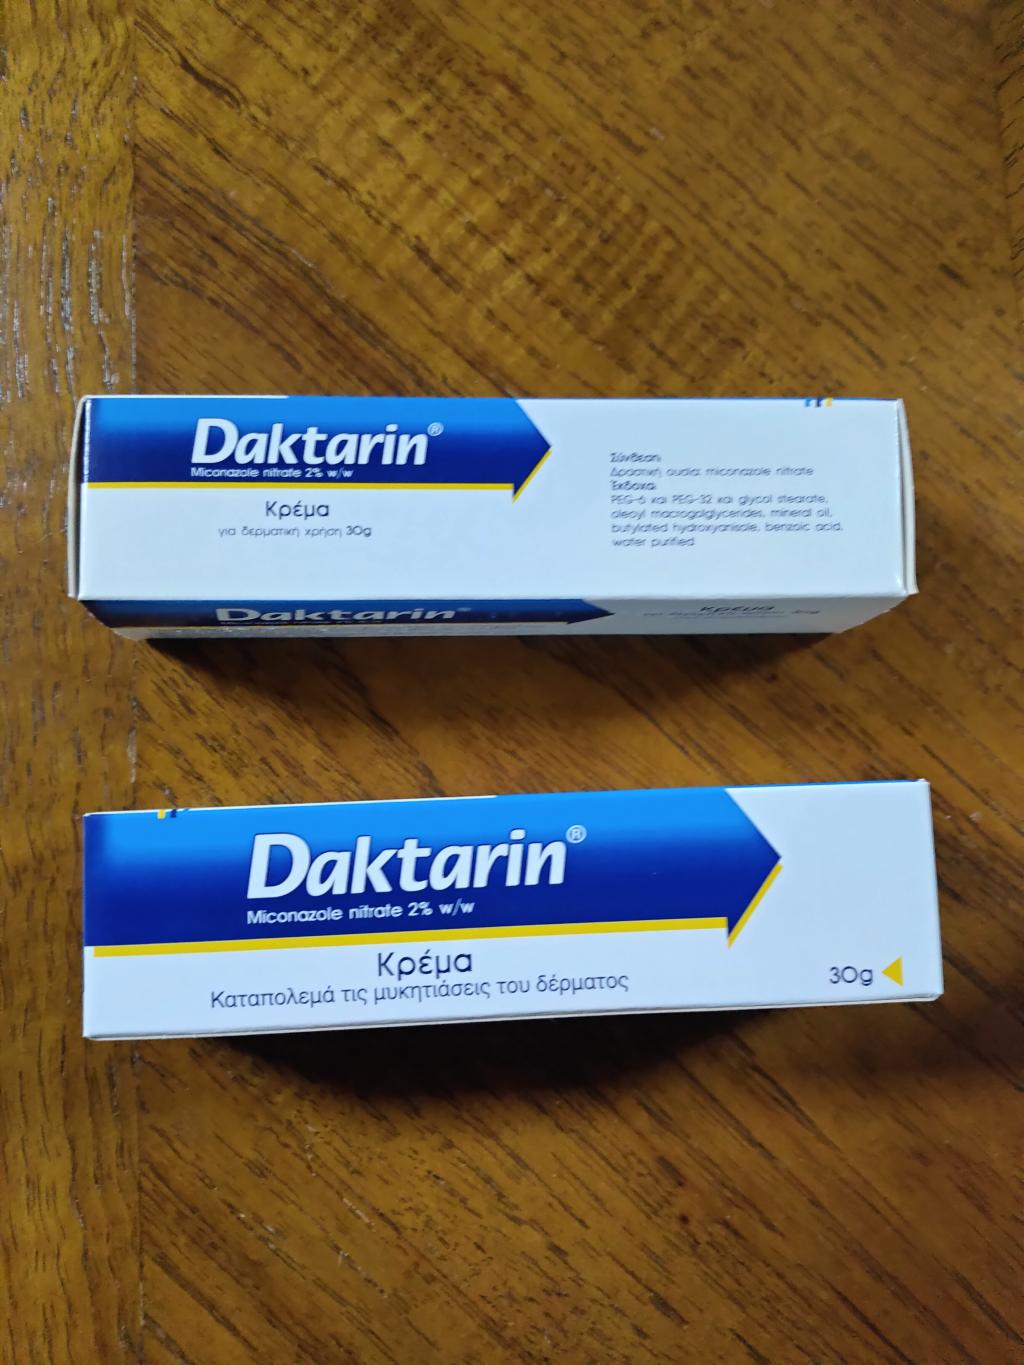 Daktarin®
Miconazole nitrate 2% w/w
Κρέμα
για δερματική χρήση 30g
Σύνθεση:
Δραστική ουσία: miconazole nitrate
Έκδοχα:
PEG-6 και PEG-32 και glycol stearate,
oleoyl macrogolglycerides, mineral oil,
butylated hydroxyanisole, benzoic acid,
water purified
Daktarin®
Κρέμα
Daktarin®
Miconazole nitrate 2% w/w
Κρέμα
Καταπολεμά τις μυκητιάσεις του δέρματος
30g